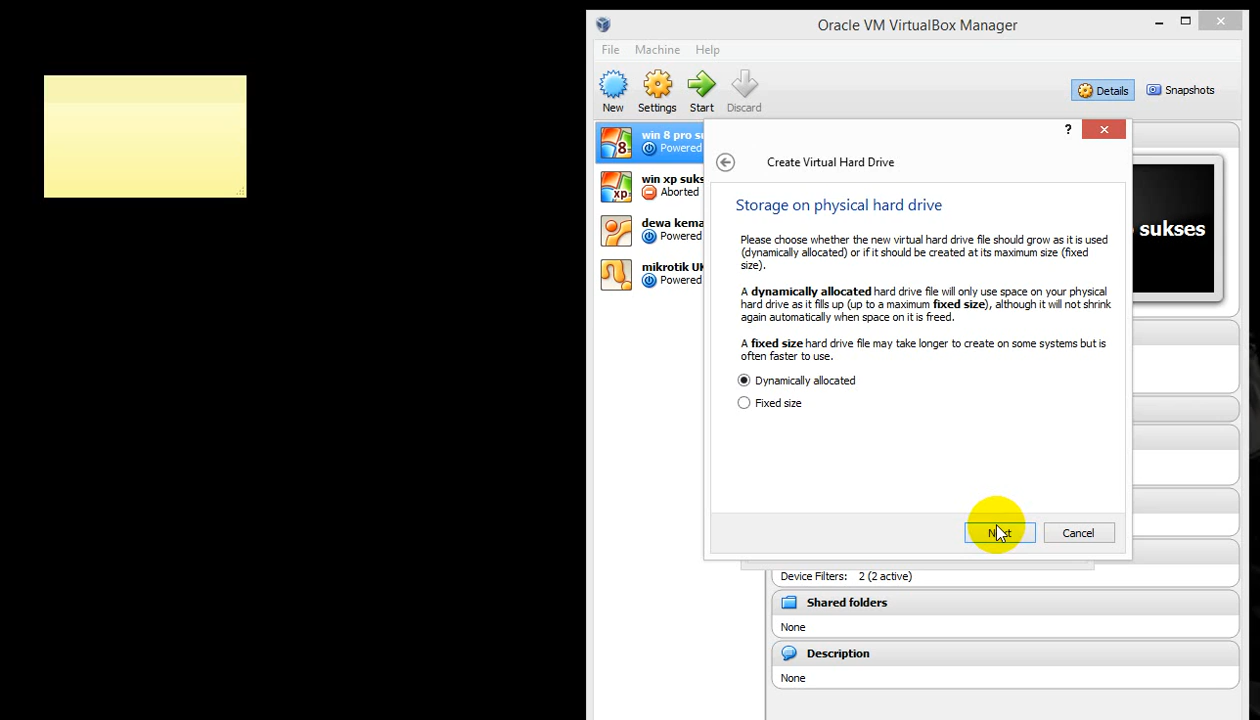 Oracle VM VirtualBox Manager
File Machine Help
New Settings Start Discard
Details Snapshots
win 8 pro su
8 Powered
win xp suks
xp Aborted
dewa kema
Powered
mikrotik UK
Powered
?
Create Virtual Hard Drive
Storage on physical hard drive
Please choose whether the new virtual hard drive file should grow as it is used
(dynamically allocated) or if it should be created at its maximum size (fixed
size).
A dynamically allocated hard drive file will only use space on your physical
hard drive as it fills up (up to a maximum fixed size), although it will not shrink
again automatically when space on it is freed.
A fixed size hard drive file may take longer to create on some systems but is
often faster to use.
Dynamically allocated
Fixed size
Next Cancel
sukses
Device Filters: 2 (2 active)
Shared folders
None
Description
None